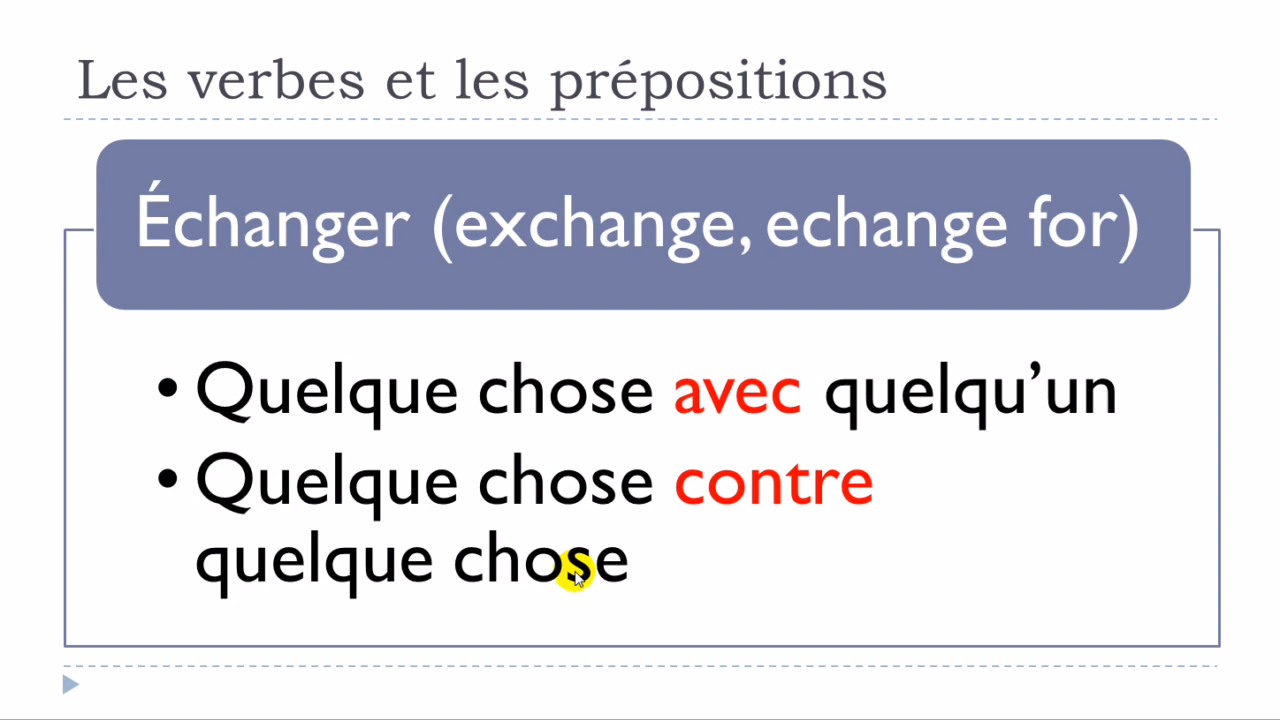 Les verbes et les prépositions
Échanger (exchange, echange for)
• Quelque chose avec quelqu’un
• Quelque chose contre
quelque chose